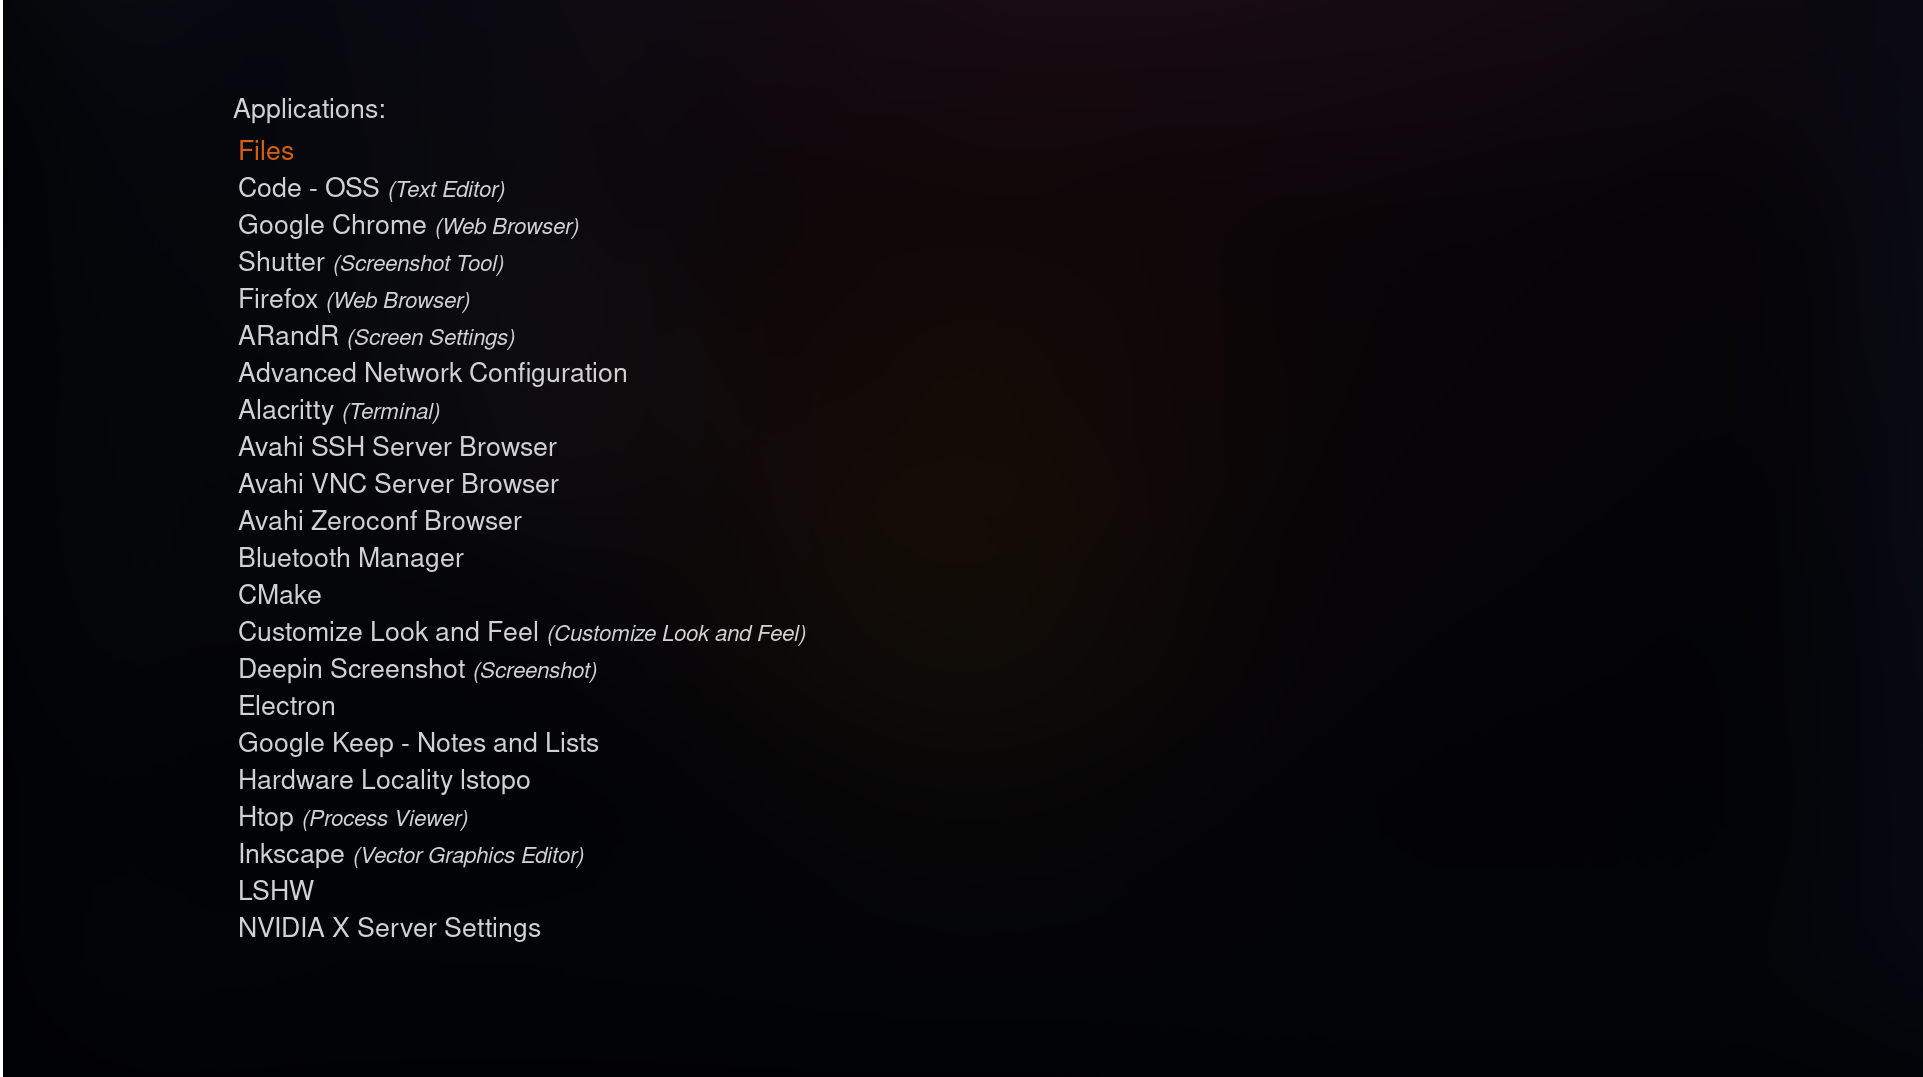 Applications:
Files
Code - OSS (Text Editor)
Google Chrome (Web Browser)
Shutter (Screenshot Tool)
Firefox (Web Browser)
ARandR (Screen Settings)
Advanced Network Configuration
Alacritty (Terminal)
Avahi SSH Server Browser
Avahi VNC Server Browser
Avahi Zeroconf Browser
Bluetooth Manager
CMake
Customize Look and Feel (Customize Look and Feel)
Deepin Screenshot (Screenshot)
Electron
Google Keep - Notes and Lists
Hardware Locality lstopo
Htop (Process Viewer)
Inkscape (Vector Graphics Editor)
LSHW
NVIDIA X Server Settings